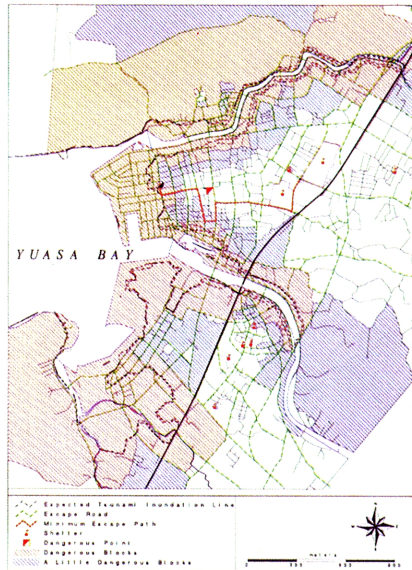 YUASA BAY
Expected Tsunami Inundation Line
Escape Road
Minimum Escape Path
Shelter
Dangerous Point
Dangerous Blocks
A Little Dangerous Blocks
meters
0